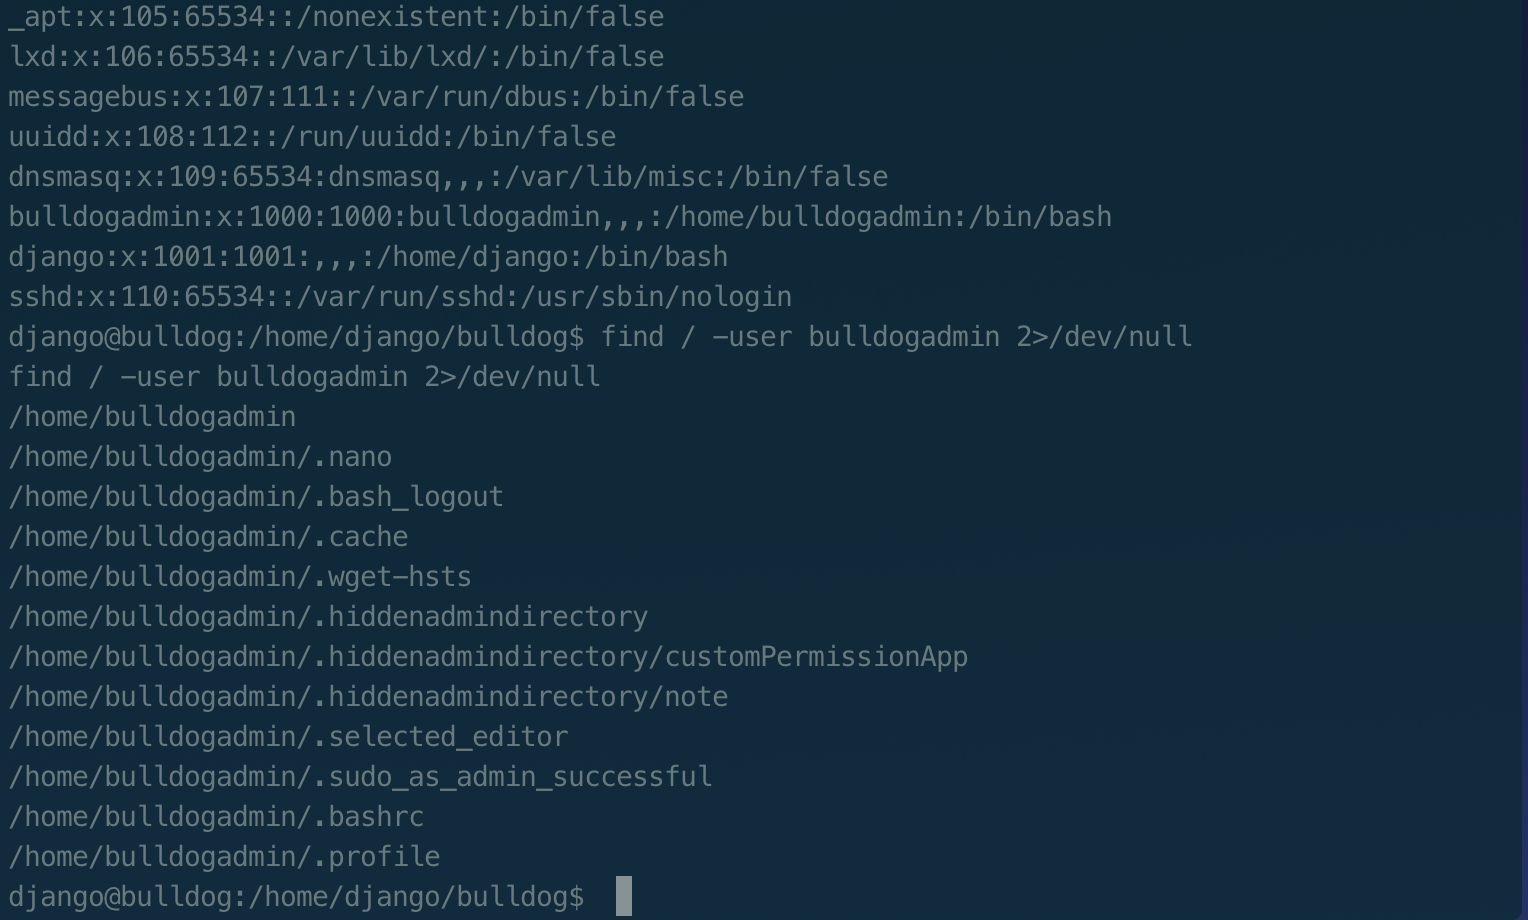 _apt:x:105:65534::/nonexistent:/bin/false
lxd:x:106:65534::/var/lib/lxd/:/bin/false
messagebus:x:107:111::/var/run/dbus:/bin/false
uuidd:x:108:112::/run/uuidd:/bin/false
dnsmasq:x:109:65534:dnsmasq,,,:/var/lib/misc:/bin/false
bulldogadmin:x:1000:1000:bulldogadmin,,,:/home/bulldogadmin:/bin/bash
django:x:1001:1001:,,,:/home/django:/bin/bash
sshd:x:110:65534::/var/run/sshd:/usr/sbin/nologin
django@bulldog:/home/django/bulldog$ find / -user bulldogadmin 2>/dev/null
find / -user bulldogadmin 2>/dev/null
/home/bulldogadmin
/home/bulldogadmin/.nano
/home/bulldogadmin/.bash_logout
/home/bulldogadmin/.cache
/home/bulldogadmin/.wget-hsts
/home/bulldogadmin/.hiddenadmindirectory
/home/bulldogadmin/.hiddenadmindirectory/customPermissionApp
/home/bulldogadmin/.hiddenadmindirectory/note
/home/bulldogadmin/.selected_editor
/home/bulldogadmin/.sudo_as_admin_successful
/home/bulldogadmin/.bashrc
/home/bulldogadmin/.profile
django@bulldog:/home/django/bulldog$